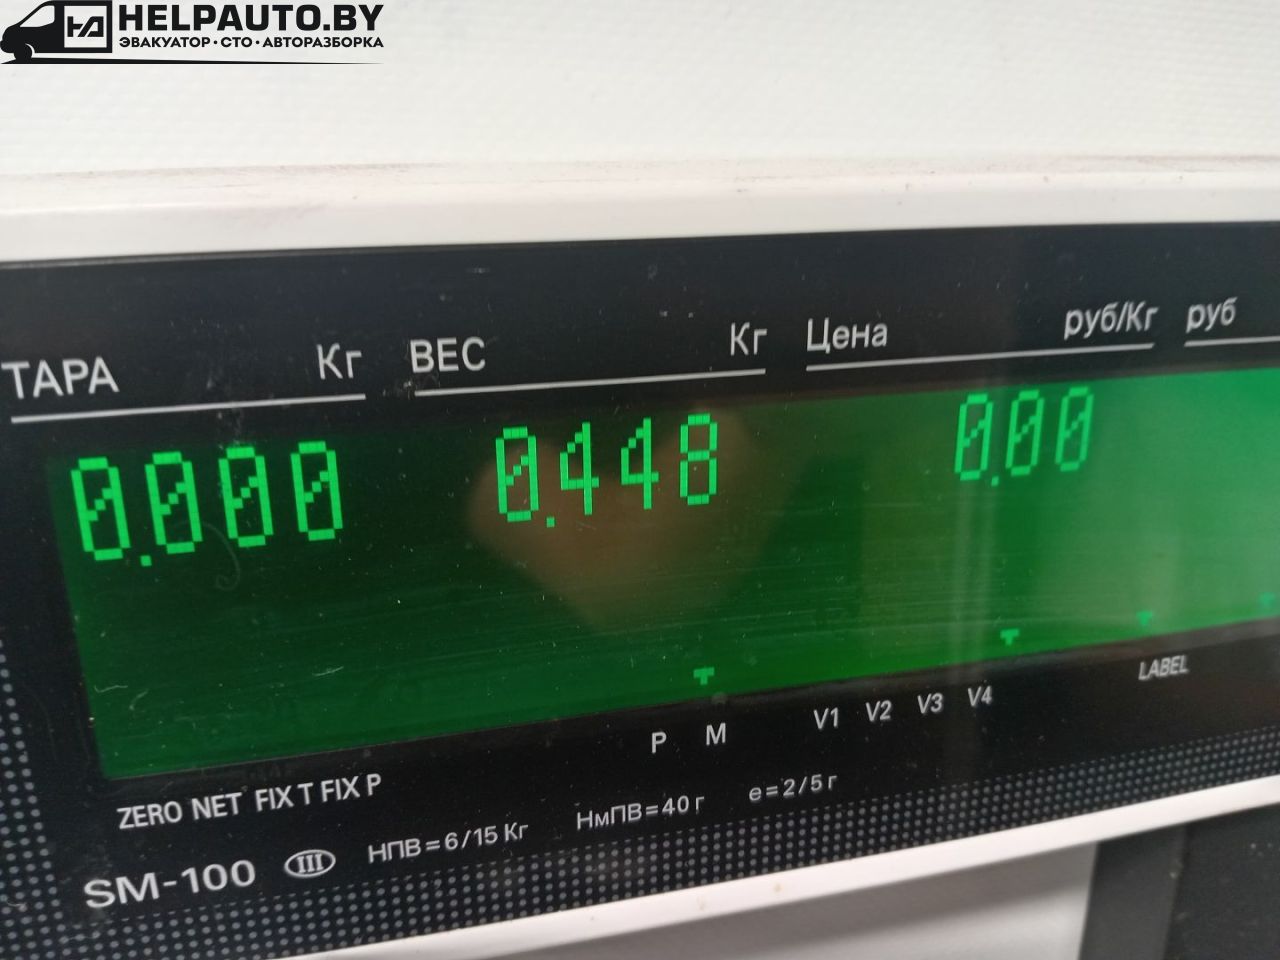 HELPAUTO.BY
ЭВАКУАТОР·СТО·АВТОРАЗБОРКА
ТАРА Кг ВЕС Кг Цена руб/Кг руб
0.000 0.448 0.00
P M V1 V2 V3 V4 LABEL
ZERO NET FIX T FIX P
SM-100 III НПВ=6/15 Кг НмПВ=40 г e=2/5 г